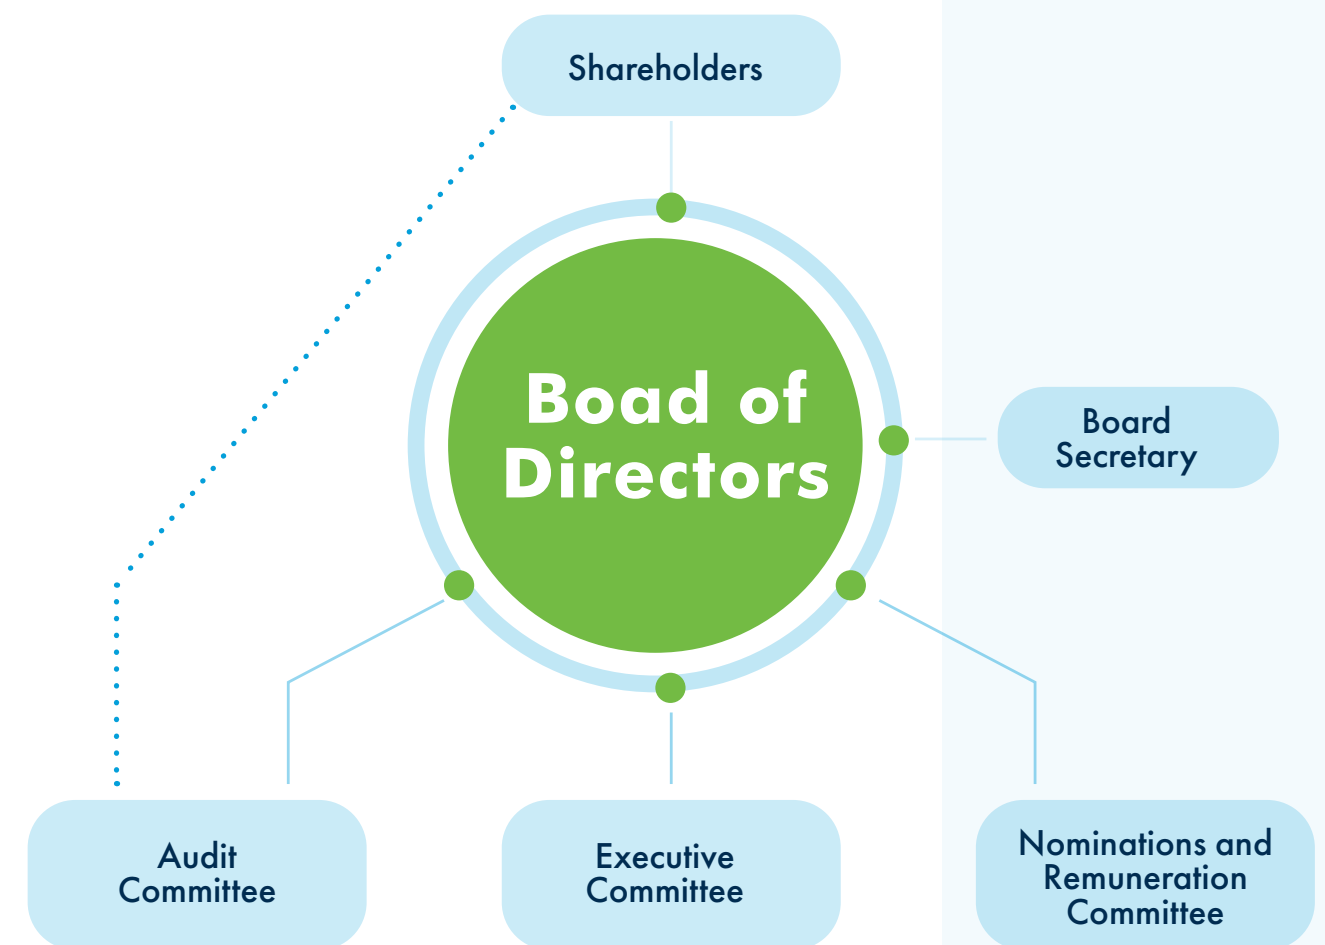 Shareholders
Boad of
Directors
Board
Secretary
Audit
Committee
Executive
Committee
Nominations and
Remuneration
Committee